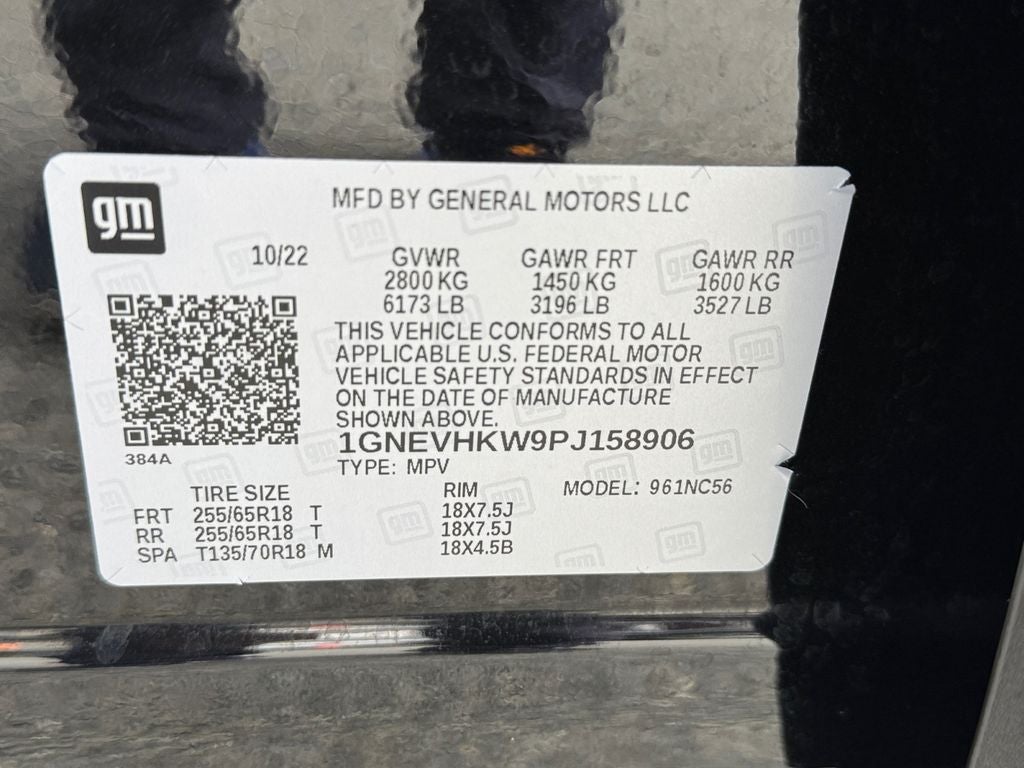 gm
MFD BY GENERAL MOTORS LLC
10/22 GVWR GAWR FRT GAWR RR
2800 KG 1450 KG 1600 KG
6173 LB 3196 LB 3527 LB
THIS VEHICLE CONFORMS TO ALL
APPLICABLE U.S. FEDERAL MOTOR
VEHICLE SAFETY STANDARDS IN EFFECT
ON THE DATE OF MANUFACTURE
SHOWN ABOVE.
1GNEVHKW9PJ158906
384A
TYPE: MPV
TIRE SIZE RIM MODEL: 961NC56
FRT 255/65R18 T 18X7.5J
RR 255/65R18 T 18X7.5J
SPA T135/70R18 M 18X4.5B